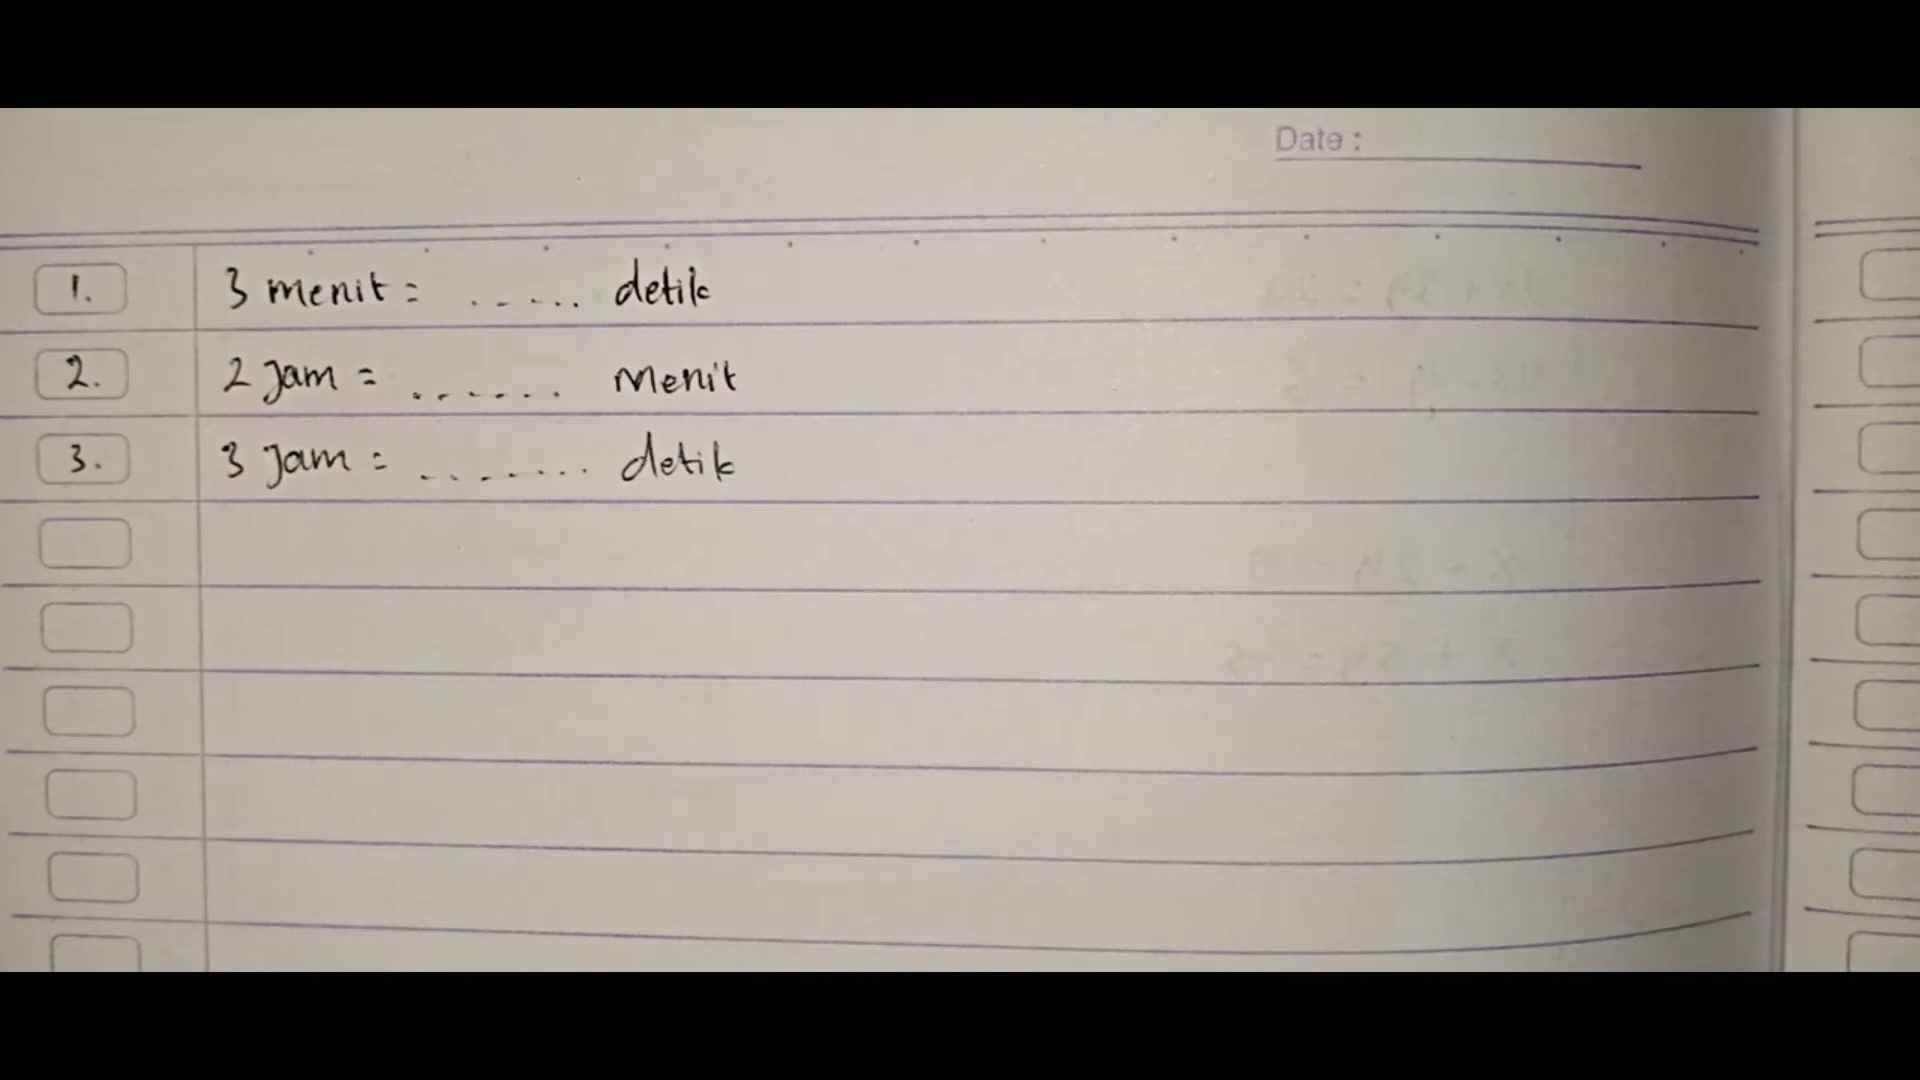 Date :
1. 3 menit = ...... detik
2. 2 Jam = ....... menit
3. 3 Jam = ........ detik